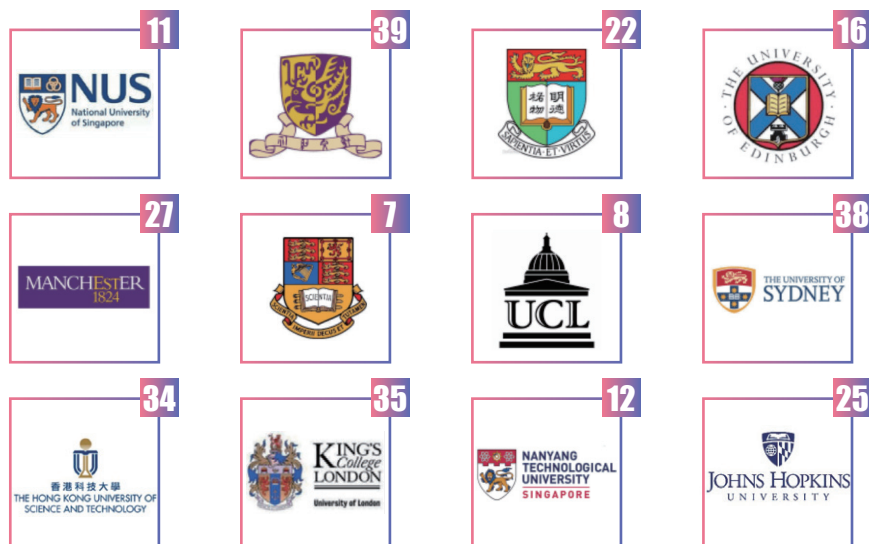 11
NUS
National University
of Singapore
39
22
明德
格物
SAPIENTIA·ET·VIRTUS
16
THE UNIVERSITY
OF EDINBURGH
27
MANCHEstER
1824
7
SCIENTIA
SCIENTIA IMPERII DECUS ET TUTAMEN
8
UCL
38
THE UNIVERSITY OF
SYDNEY
34
香港科技大學
THE HONG KONG UNIVERSITY OF
SCIENCE AND TECHNOLOGY
35
KING'S
College
LONDON
University of London
12
NANYANG
TECHNOLOGICAL
UNIVERSITY
SINGAPORE
25
JOHNS HOPKINS
UNIVERSITY